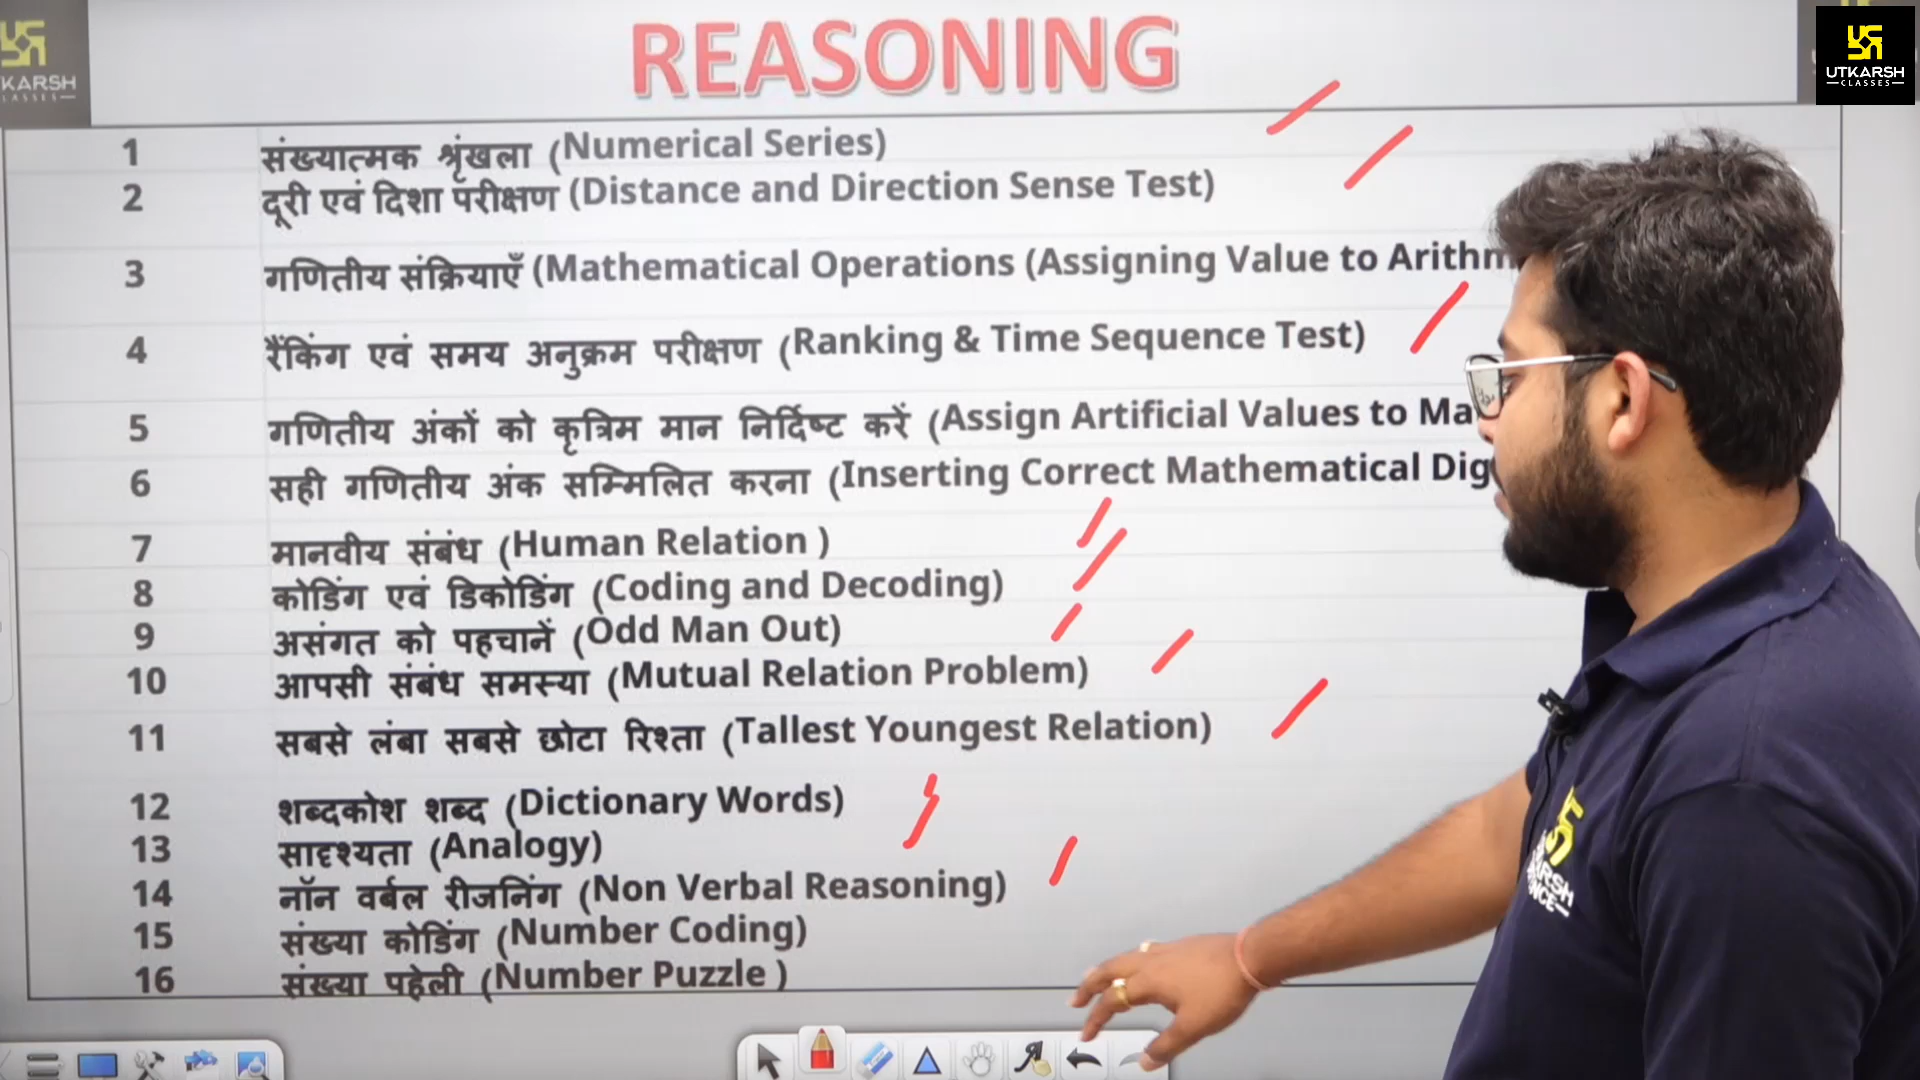 REASONING
UTKARSH
CLASSES
1 संख्यात्मक श्रृंखला (Numerical Series)
2 दूरी एवं दिशा परीक्षण (Distance and Direction Sense Test)
3 गणितीय संक्रियाएँ (Mathematical Operations (Assigning Value to
4 रैंकिंग एवं समय अनुक्रम परीक्षण (Ranking & Time Sequence Test)
5 गणितीय अंकों को कृत्रिम मान निर्दिष्ट करें (Assign Artificial Values to
6 सही गणितीय अंक सम्मिलित करना (Inserting Correct Mathematical
7 मानवीय संबंध (Human Relation )
8 कोडिंग एवं डिकोडिंग (Coding and Decoding)
9 असंगत को पहचानें (Odd Man Out)
10 आपसी संबंध समस्या (Mutual Relation Problem)
11 सबसे लंबा सबसे छोटा रिश्ता (Tallest Youngest Relation)
12 शब्दकोश शब्द (Dictionary Words)
13 सादृश्यता (Analogy)
14 नॉन वर्बल रीजनिंग (Non Verbal Reasoning)
15 संख्या कोडिंग (Number Coding)
16 संख्या पहेली (Number Puzzle )